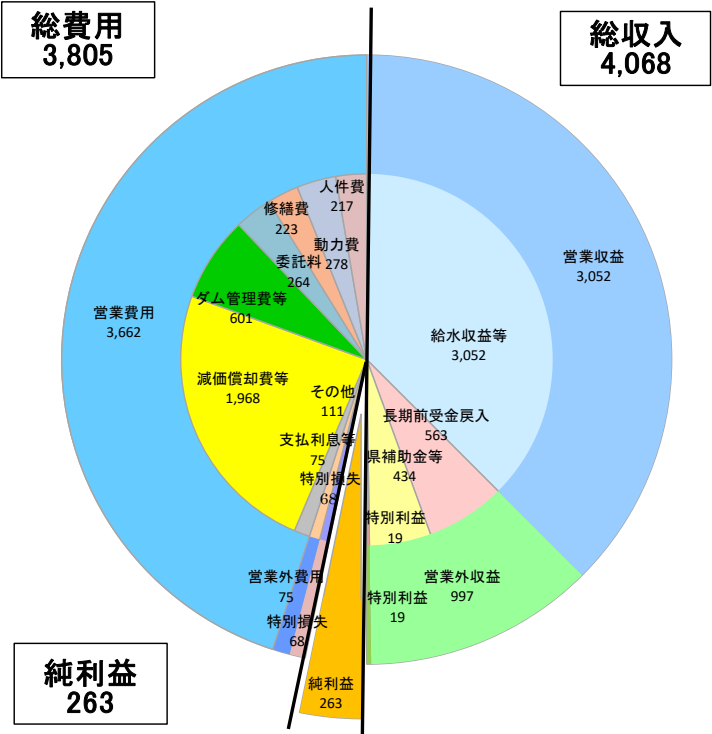 総費用
3,805
総収入
4,068
人件費
217
修繕費
223
動力費
278
委託料
264
ダム管理費等
601
営業費用
3,662
減価償却費等
1,968
その他
111
支払利息等
75
特別損失
68
営業外費用
75
特別損失
68
営業収益
3,052
給水収益等
3,052
長期前受金戻入
563
県補助金等
434
特別利益
19
営業外収益
997
特別利益
19
純利益
263
純利益
263